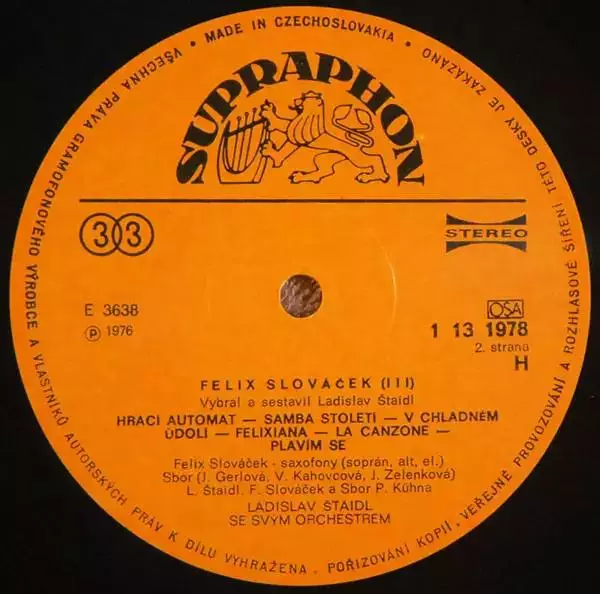 MADE IN CZECHOSLOVAKIA • VŠECHNA PRÁVA GRAMOFONOVÉHO VÝROBCE A VLASTNÍKŮ AUTORSKÝCH PRÁV K DÍLU VYHRAŽENA. POŘIZOVÁNÍ KOPIÍ, VEŘEJNÉ PROVOZOVÁNÍ A ROZHLASOVÉ ŠÍŘENÍ TÉTO DESKY JE ZAKÁZÁNO •
SUPRAPHON
33
STEREO
E 3638
Ⓟ 1976
OSA
1 13 1978
2. strana
H
FELIX SLOVÁČEK (III)
Vybral a sestavil Ladislav Štaidl
HRACÍ AUTOMAT — SAMBA STOLETÍ — V CHLADNÉM
ÚDOLÍ — FELIXIANA — LA CANZONE —
PLAVÍM SE
Felix Slováček - saxofony (soprán, alt, el.)
Sbor (J. Gerlová, V. Kahovcová, J. Zelenková)
L. Štaidl, F. Slováček a Sbor P. Kühna
LADISLAV ŠTAIDL
SE SVÝM ORCHESTREM